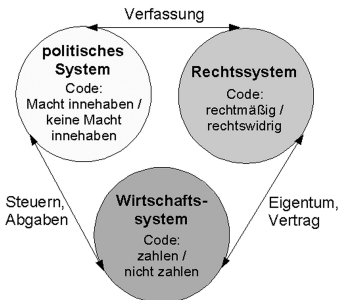 Verfassung
politisches
System
Code:
Macht innehaben /
keine Macht
innehaben
Rechtssystem
Code:
rechtmäßig /
rechtswidrig
Steuern,
Abgaben
Wirtschafts-
system
Code:
zahlen /
nicht zahlen
Eigentum,
Vertrag